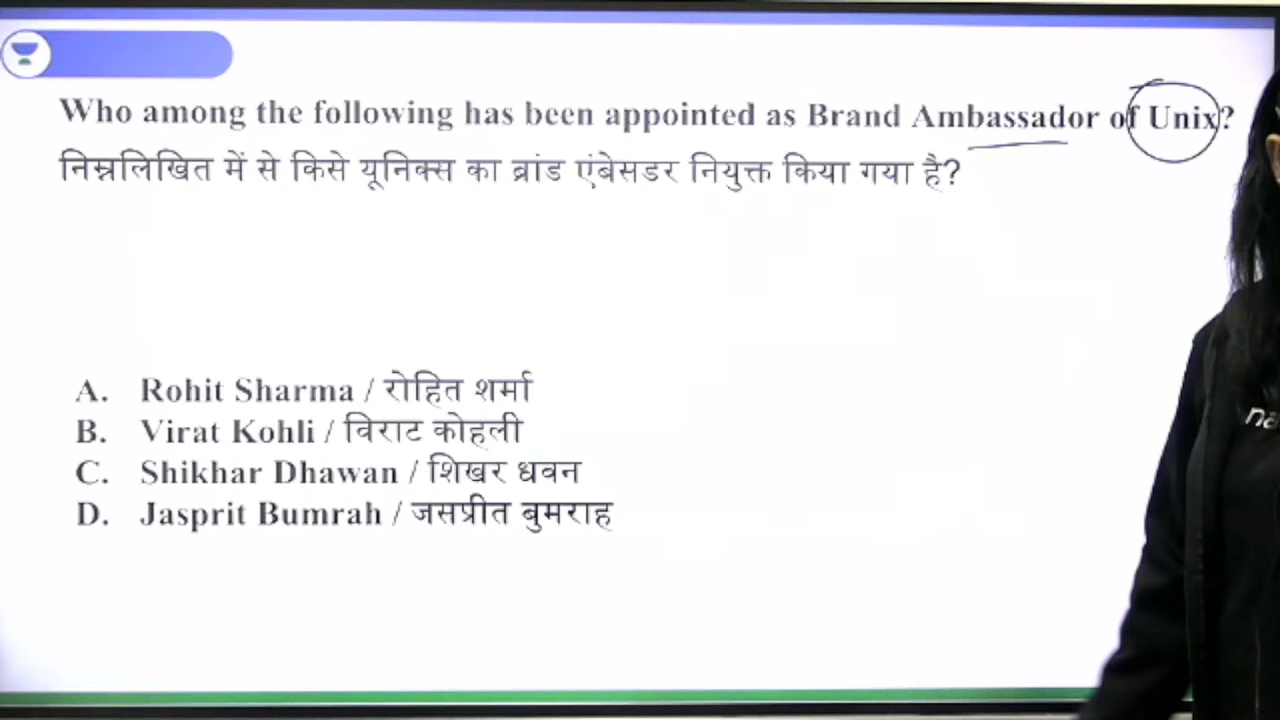 Who among the following has been appointed as Brand Ambassador of Unix?
निम्नलिखित में से किसे यूनिक्स का ब्रांड एंबेसडर नियुक्त किया गया है?
A. Rohit Sharma / रोहित शर्मा
B. Virat Kohli / विराट कोहली
C. Shikhar Dhawan / शिखर धवन
D. Jasprit Bumrah / जसप्रीत बुमराह